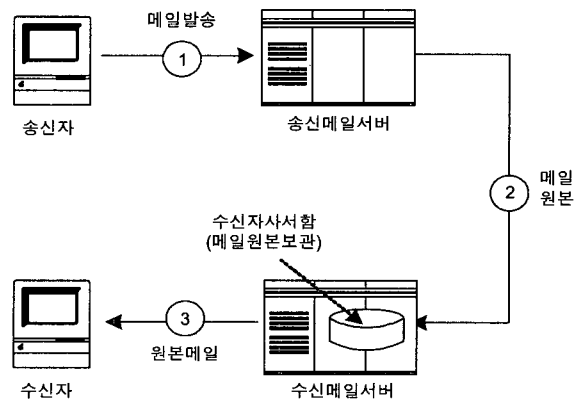 메일발송
1
송신자
송신메일서버
2
메일
원본
수신자사서함
(메일원본보관)
3
원본메일
수신자
수신메일서버